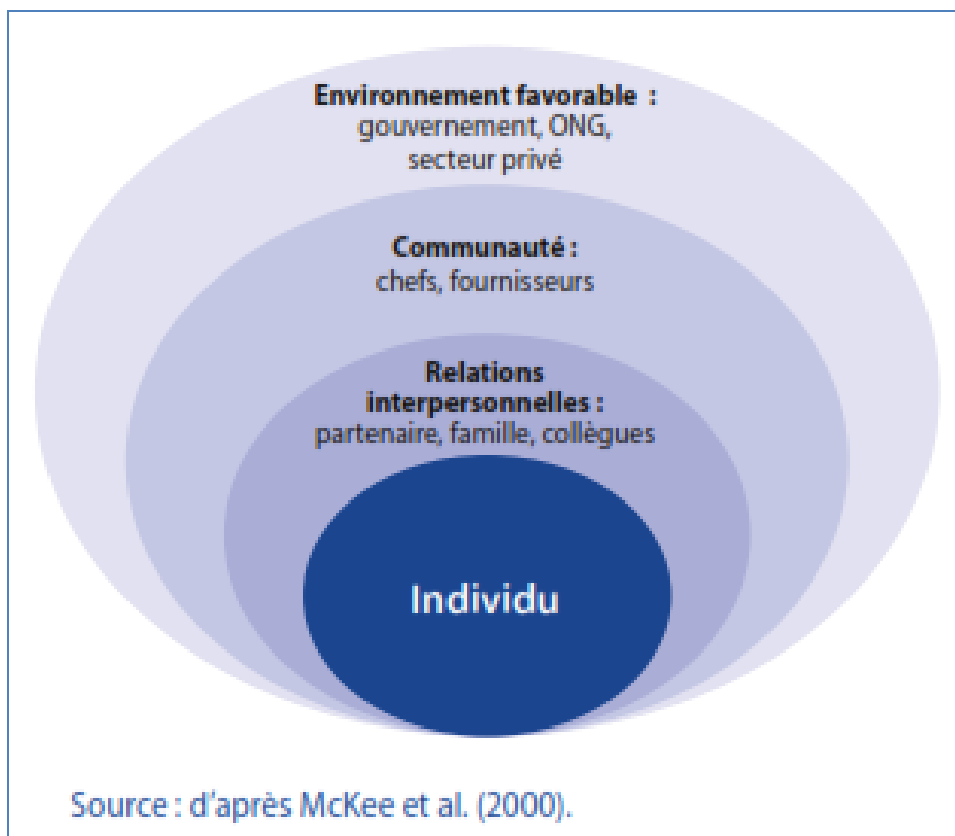 Environnement favorable :
gouvernement, ONG,
secteur privé
Communauté :
chefs, fournisseurs
Relations
interpersonnelles :
partenaire, famille, collègues
Individu
Source : d'après McKee et al. (2000).